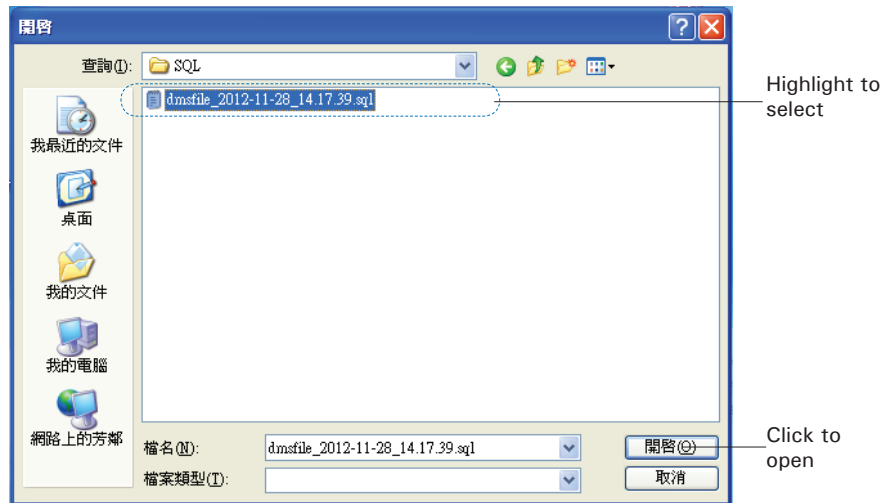 開啓
查詢(I):
SQL
dmsfile_2012-11-28_14.17.39.sql
Highlight to
select
我最近的文件
桌面
我的文件
我的電腦
網路上的芳鄰
檔名(N):
dmsfile_2012-11-28_14.17.39.sql
開啓(O)
Click to
open
檔案類型(T):
取消